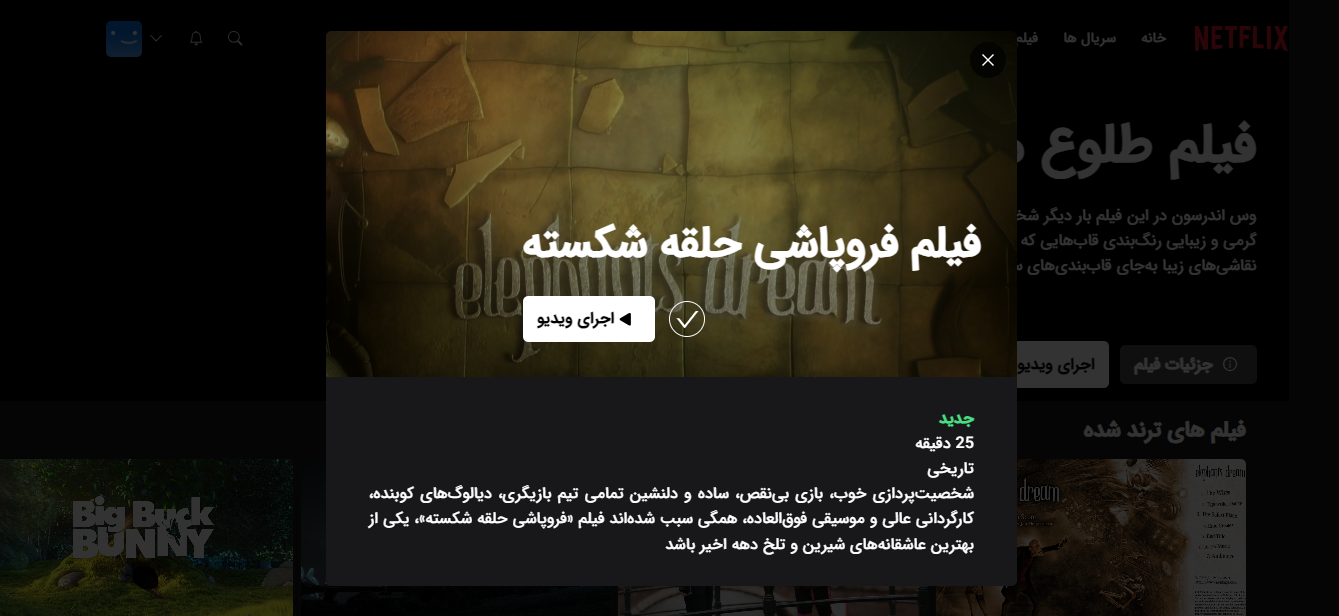 NETFLIX
خانه
سریال ها
فیلم
فیلم طلوع
وس اندرسون در این فیلم بار دیگر
گرمی و زیبایی رنگ‌بندی قاب‌هایی که
نقاشی‌های زیبا به‌جای قاب‌بندی‌های
جزئیات فیلم
اجرای ویدیو
elephants dream
فیلم فروپاشی حلقه شکسته
اجرای ویدیو
جدید
25 دقیقه
تاریخی
شخصیت‌پردازی خوب، بازی بی‌نقص، ساده و دلنشین تمامی تیم بازیگری، دیالوگ‌های کوبنده،
کارگردانی عالی و موسیقی فوق‌العاده، همگی سبب شده‌اند فیلم «فروپاشی حلقه شکسته»، یکی از
بهترین عاشقانه‌های شیرین و تلخ دهه اخیر باشد
فیلم های ترند شده
elephants dream
Big Buck
BUNNY